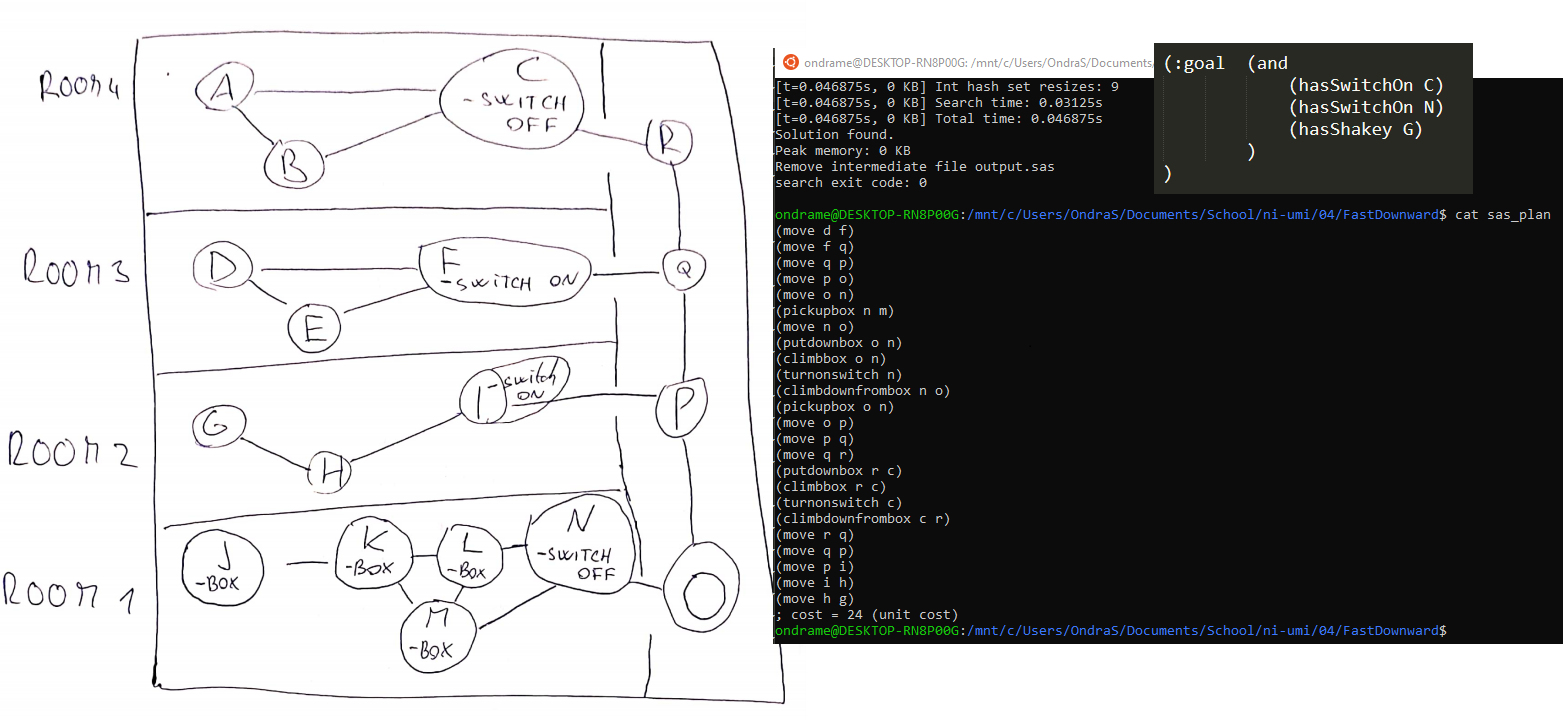 ROOM 4
A
C
-SWITCH
OFF
B
R
ROOM 3
D
F
-SWITCH ON
Q
E
ROOM 2
I
-switch
ON
P
G
H
ROOM 1
J
-BOX
K
-BOX
L
-BOX
N
-SWITCH
OFF
O
M
-BOX
ondrame@DESKTOP-RN8P00G: /mnt/c/Users/OndraS/Documents/
[t=0.046875s, 0 KB] Int hash set resizes: 9
[t=0.046875s, 0 KB] Search time: 0.03125s
[t=0.046875s, 0 KB] Total time: 0.046875s
Solution found.
Peak memory: 0 KB
Remove intermediate file output.sas
search exit code: 0
ondrame@DESKTOP-RN8P00G:/mnt/c/Users/OndraS/Documents/School/ni-umi/04/FastDownward$ cat sas_plan
(move d f)
(move f q)
(move q p)
(move p o)
(move o n)
(pickupbox n m)
(move n o)
(putdownbox o n)
(climbbox o n)
(turnonswitch n)
(climbdownfrombox n o)
(pickupbox o n)
(move o p)
(move p q)
(move q r)
(putdownbox r c)
(climbbox r c)
(turnonswitch c)
(climbdownfrombox c r)
(move r q)
(move q p)
(move p i)
(move i h)
(move h g)
; cost = 24 (unit cost)
ondrame@DESKTOP-RN8P00G:/mnt/c/Users/OndraS/Documents/School/ni-umi/04/FastDownward$
(:goal (and
(hasSwitchOn C)
(hasSwitchOn N)
(hasShakey G)
)
)